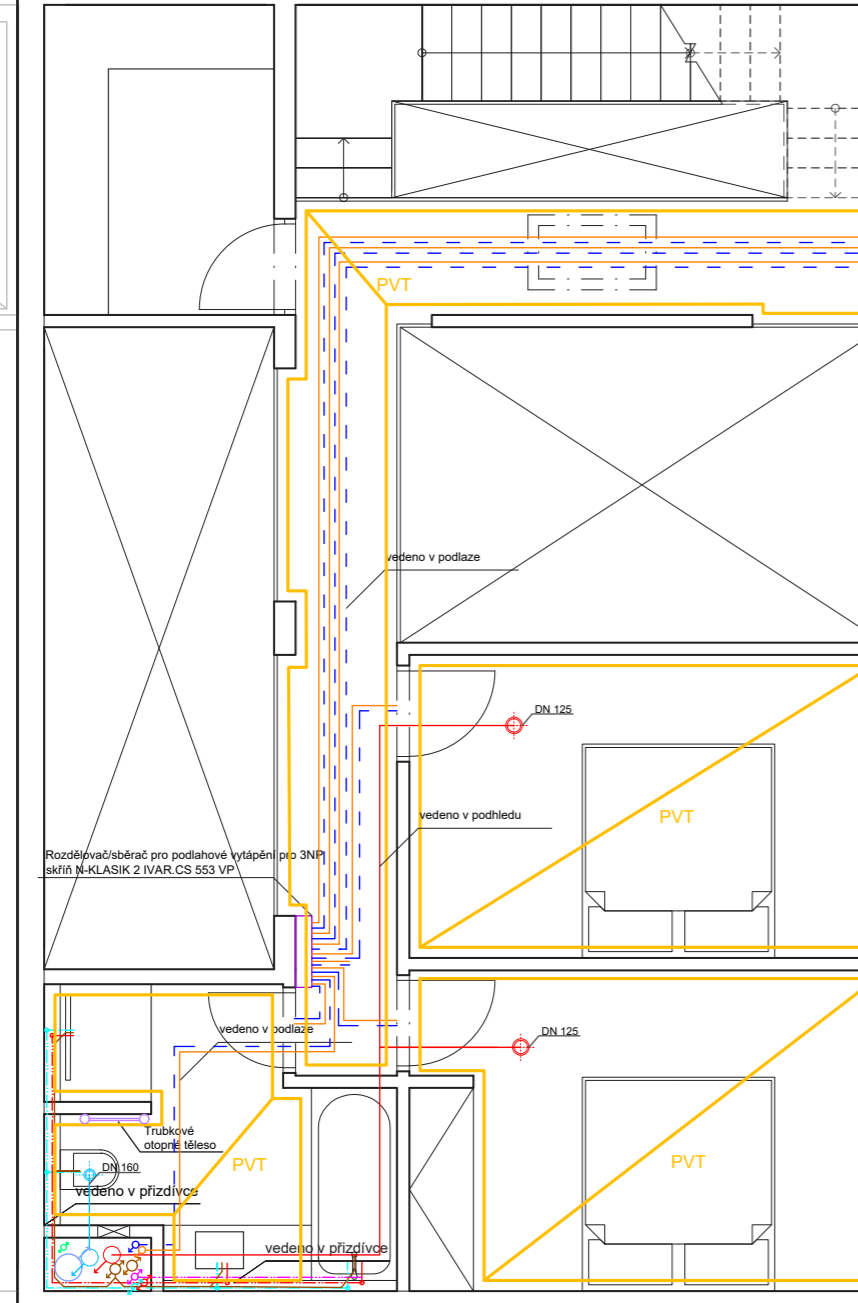 PVT
vedeno v podlaze
DN 125
vedeno v podhledu
PVT
Rozdělovač/sběrač pro podlahové vytápění pro 3NP
skříň N-KLASIK 2 IVAR.CS 553 VP
vedeno v podlaze
DN 125
Trubkové
otopné těleso
PVT
PVT
DN 160
vedeno v přizdívce
vedeno v přizdívce